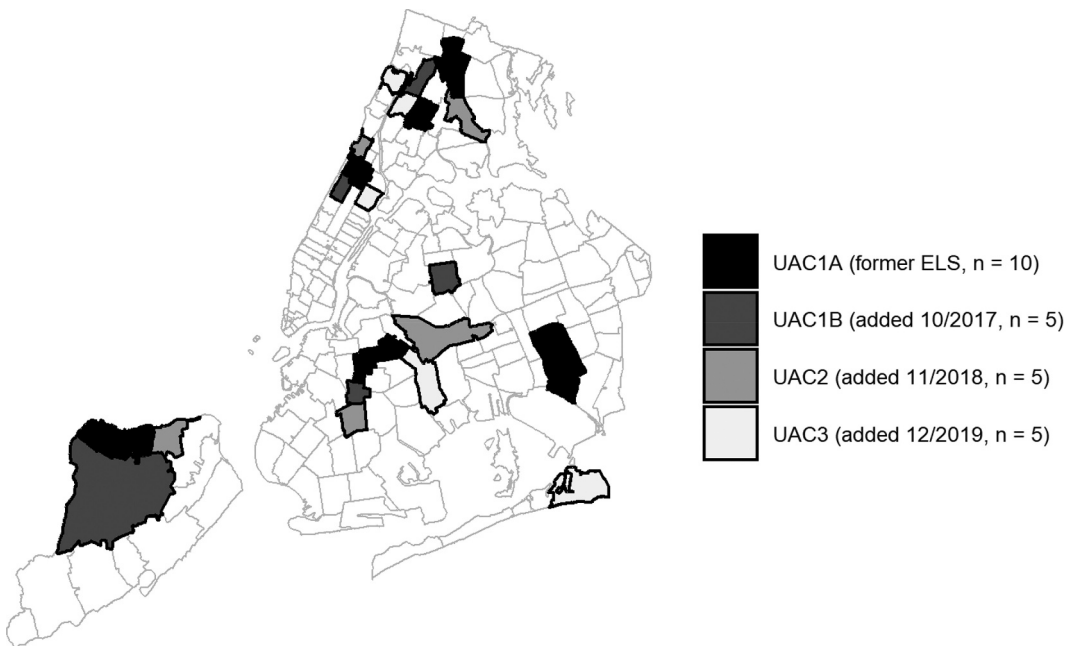 UAC1A (former ELS, n = 10)
UAC1B (added 10/2017, n = 5)
UAC2 (added 11/2018, n = 5)
UAC3 (added 12/2019, n = 5)